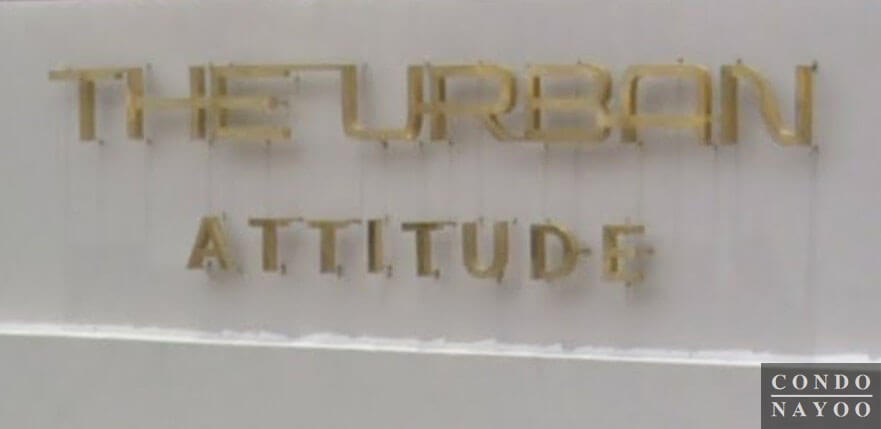 THE URBAN
ATTITUDE
CONDO
NAYOO